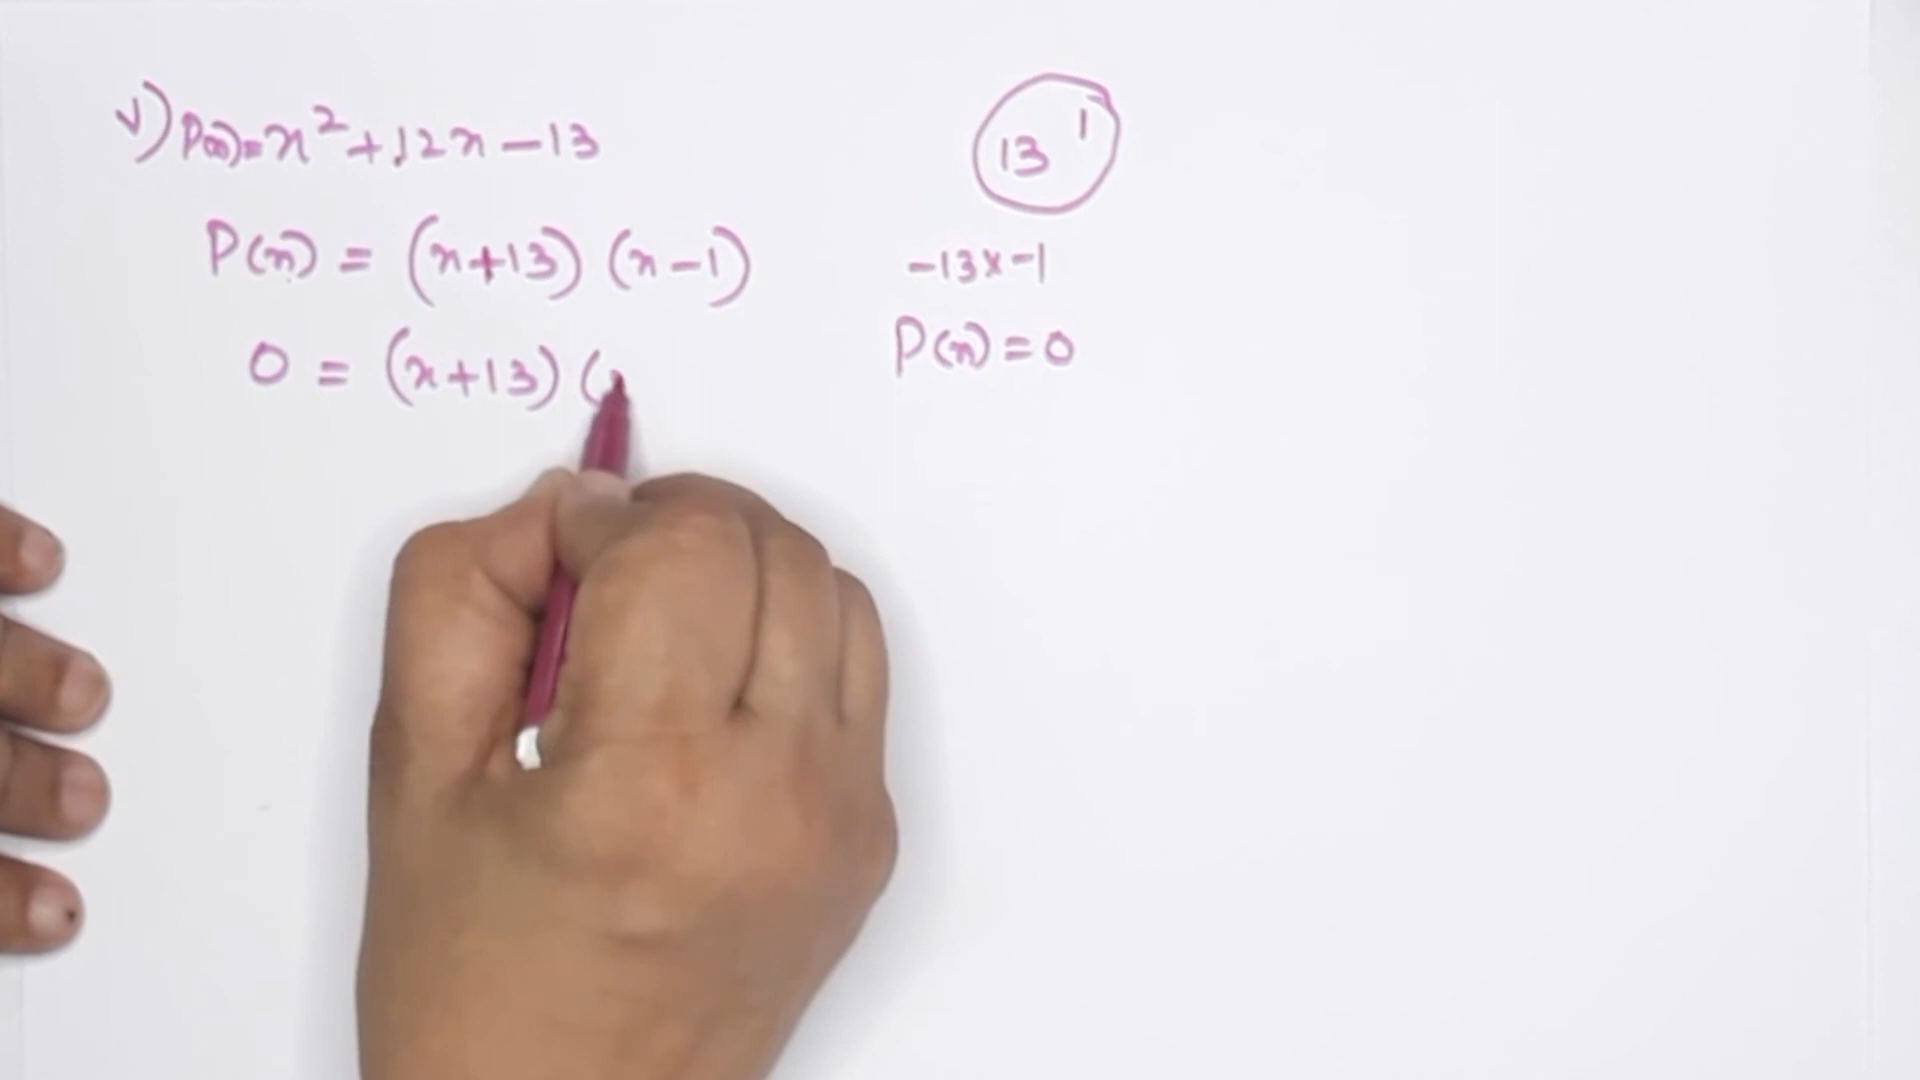 v) P(x)=x²+12x-13
P(x) = (x+13) (x-1)
0 = (x+13) (
13 1
-13x-1
P(x)=0